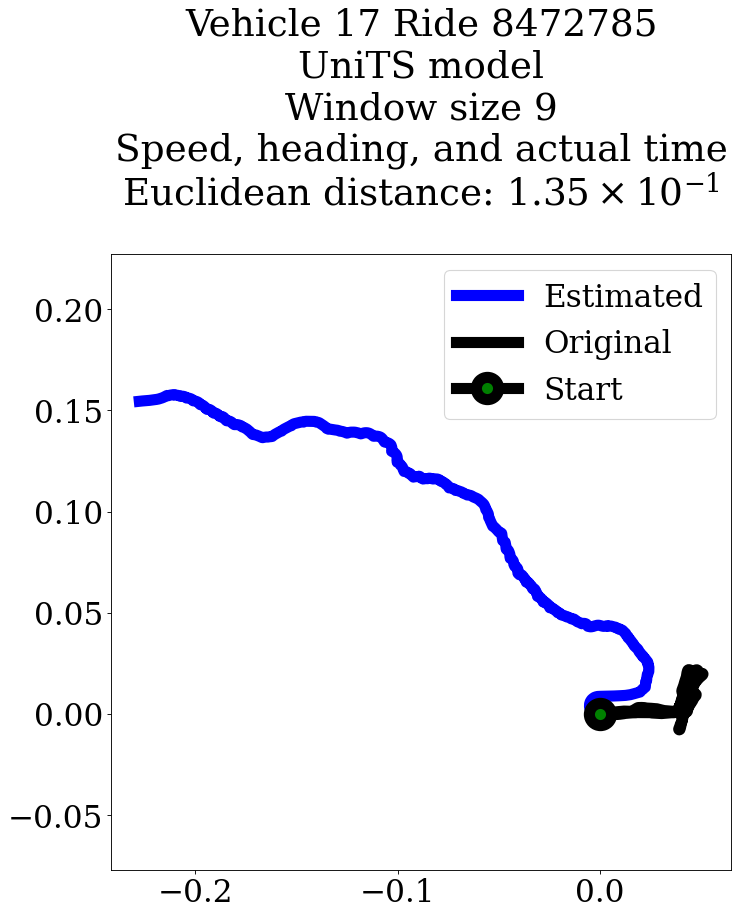 Vehicle 17 Ride 8472785
UniTS model
Window size 9
Speed, heading, and actual time
Euclidean distance: 1.35 × 10⁻¹
Estimated
Original
Start
0.20
0.15
0.10
0.05
0.00
−0.05
−0.2
−0.1
0.0